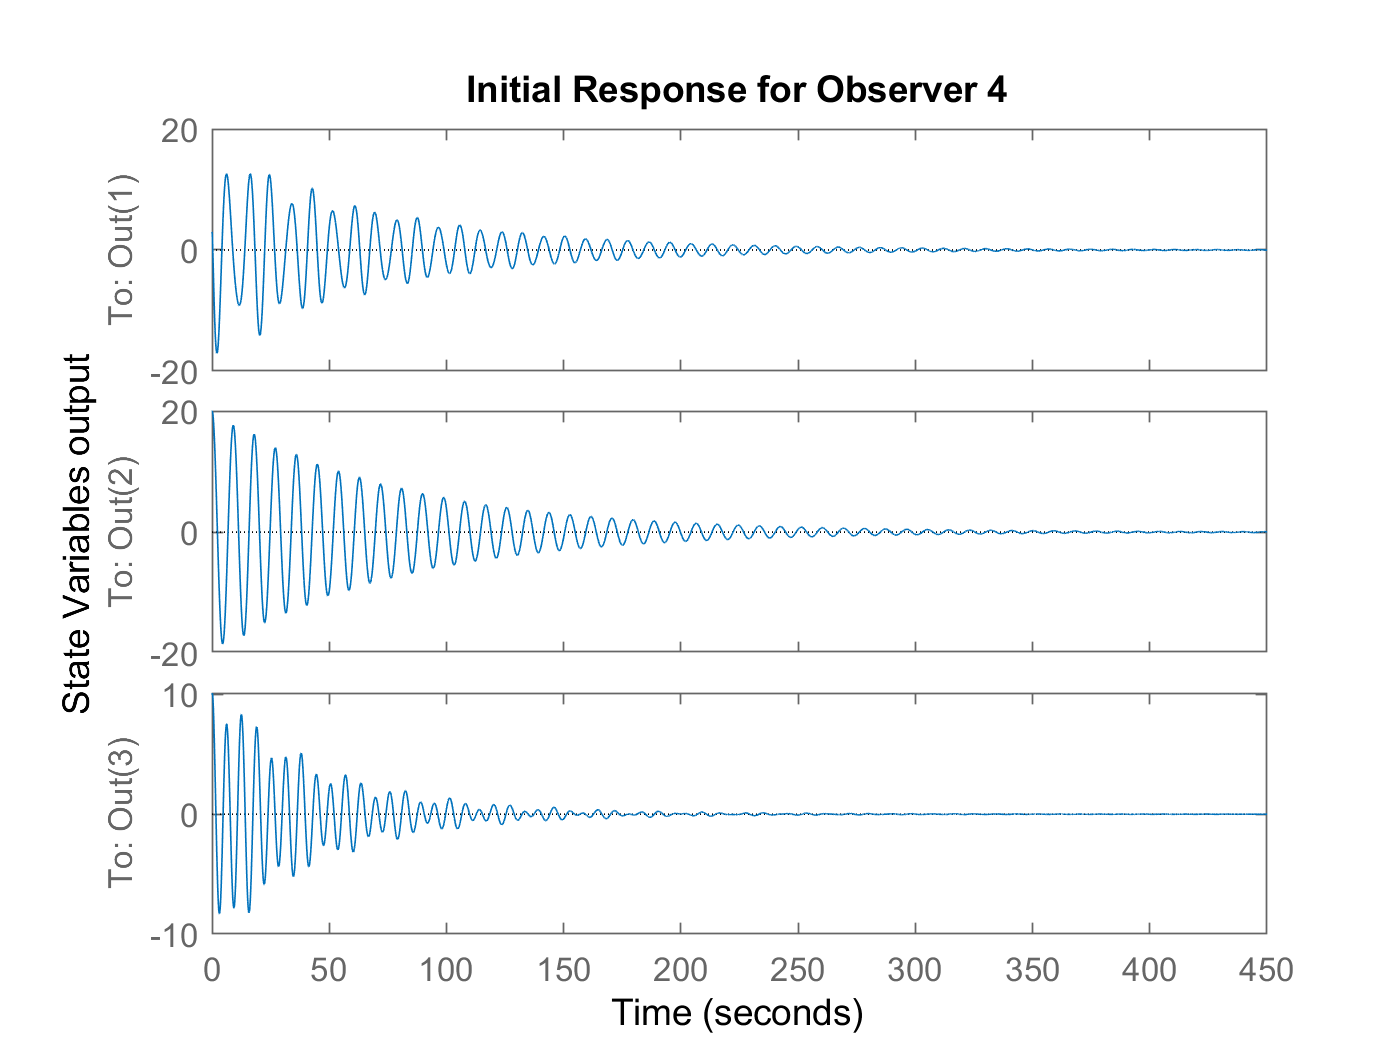 Initial Response for Observer 4
State Variables output
To: Out(1)
20
0
-20
To: Out(2)
20
0
-20
To: Out(3)
10
0
-10
0 50 100 150 200 250 300 350 400 450
Time (seconds)